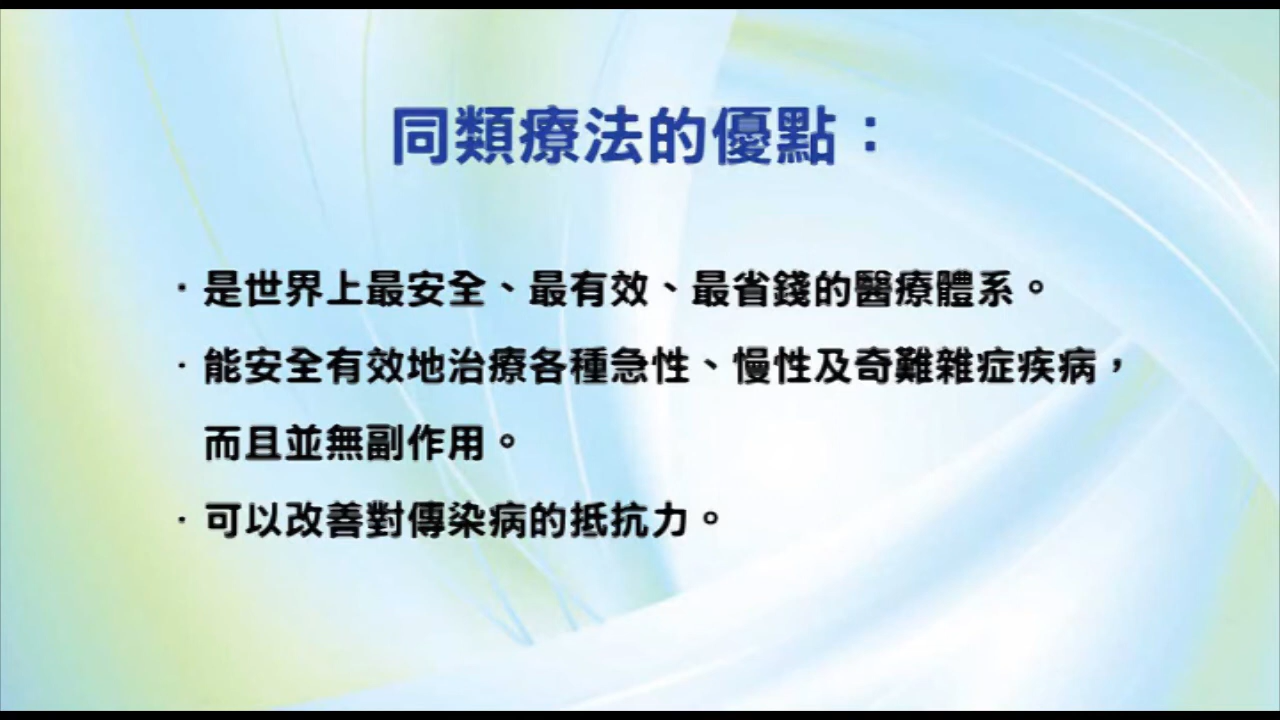 同類療法的優點：
·是世界上最安全、最有效、最省錢的醫療體系。
·能安全有效地治療各種急性、慢性及奇難雜症疾病，
而且並無副作用。
·可以改善對傳染病的抵抗力。